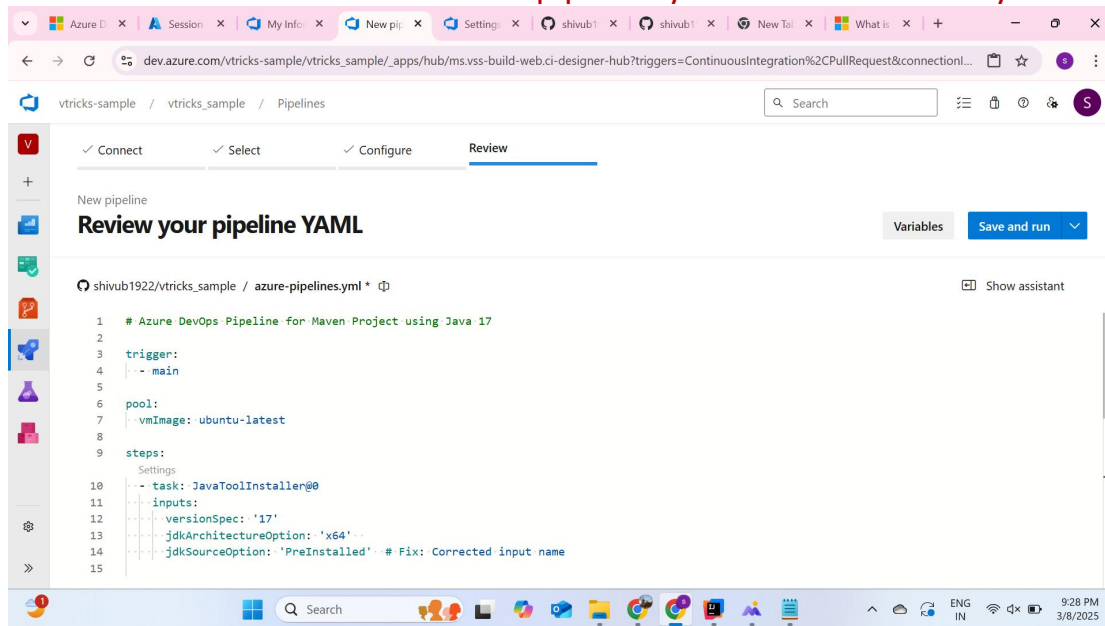 Azure D
Session
My Infor
New pip
Setting
shivub1
shivub1
New Tab
What is
dev.azure.com/vtricks-sample/vtricks_sample/_apps/hub/ms.vss-build-web.ci-designer-hub?triggers=ContinuousIntegration%2CPullRequest&connectionI...
s
vtricks-sample / vtricks_sample / Pipelines
Search
S
V
Connect
Select
Configure
Review
New pipeline
Review your pipeline YAML
Variables
Save and run
shivub1922/vtricks_sample / azure-pipelines.yml *
Show assistant
1 # Azure DevOps Pipeline for Maven Project using Java 17
2
3 trigger:
4 - main
5
6 pool:
7 vmImage: ubuntu-latest
8
9 steps:
Settings
10 - task: JavaToolInstaller@0
11 inputs:
12 versionSpec: '17'
13 jdkArchitectureOption: 'x64'
14 jdkSourceOption: 'PreInstalled' # Fix: Corrected input name
15
1
Search
ENG
IN
9:28 PM
3/8/2025